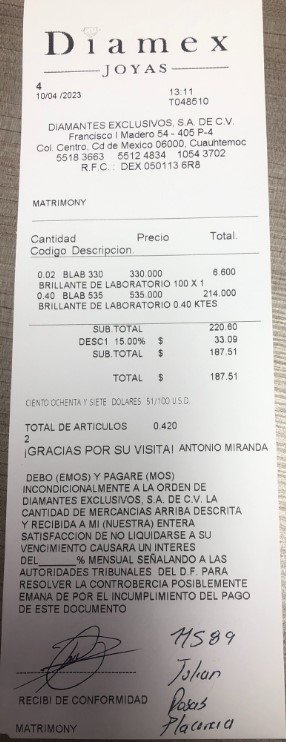 Diamex
JOYAS
4
10/04 /2023 13:11
T048510
DIAMANTES EXCLUSIVOS, S.A. DE C.V.
Francisco I Madero 54 - 405 P-4
Col. Centro, Cd de Mexico 06000, Cuauhtemoc
5518 3663 5512 4834 1054 3702
R.F.C. : DEX 050113 6R8
MATRIMONY
Cantidad Precio Total.
Codigo Descripcion.
0.02 BLAB 330 330.000 6.600
BRILLANTE DE LABORATORIO 100 X 1
0.40 BLAB 535 535.000 214.000
BRILLANTE DE LABORATORIO 0.40 KTES
SUB.TOTAL 220.60
DESC1 15.00% $ 33.09
SUB.TOTAL $ 187.51
TOTAL $ 187.51
CIENTO OCHENTA Y SIETE DOLARES 51/100 U.S.D.
TOTAL DE ARTICULOS 0.420
2
¡GRACIAS POR SU VISITA! ANTONIO MIRANDA
DEBO (EMOS) Y PAGARE (MOS)
INCONDICIONALMENTE A LA ORDEN DE
DIAMANTES EXCLUSIVOS, S.A. DE C.V. LA
CANTIDAD DE MERCANCIAS ARRIBA DESCRITA
Y RECIBIDA A MI (NUESTRA) ENTERA
SATISFACCION DE NO LIQUIDARSE A SU
VENCIMIENTO CAUSARA UN INTERES
DEL______% MENSUAL SEÑALANDO A LAS
AUTORIDADES TRIBUNALES DEL D.F. PARA
RESOLVER LA CONTROBERCIA POSIBLEMENTE
EMANA DE POR EL INCUMPLIMIENTO DEL PAGO
DE ESTE DOCUMENTO
MS89
Julian
Rosas
Placencia
RECIBI DE CONFORMIDAD
MATRIMONY